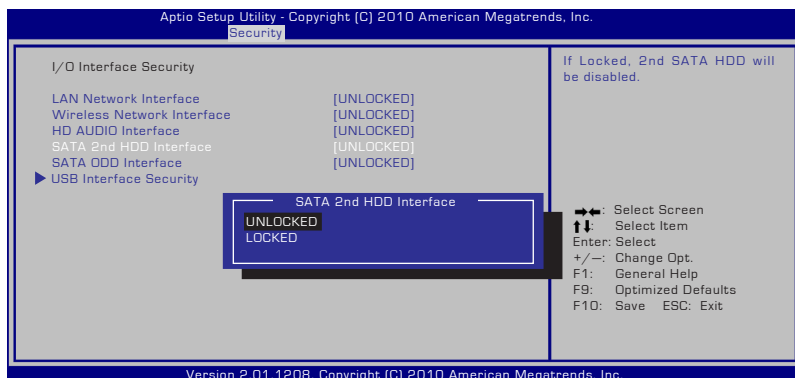 Aptio Setup Utility - Copyright (C) 2010 American Megatrends, Inc.
Security
I/O Interface Security
LAN Network Interface [UNLOCKED]
Wireless Network Interface [UNLOCKED]
HD AUDIO Interface [UNLOCKED]
SATA 2nd HDD Interface [UNLOCKED]
SATA ODD Interface [UNLOCKED]
USB Interface Security
SATA 2nd HDD Interface
UNLOCKED
LOCKED
If Locked, 2nd SATA HDD will
be disabled.
→←: Select Screen
↑↓: Select Item
Enter: Select
+/—: Change Opt.
F1: General Help
F9: Optimized Defaults
F10: Save ESC: Exit
Version 2.01.1208. Copyright (C) 2010 American Megatrends, Inc.